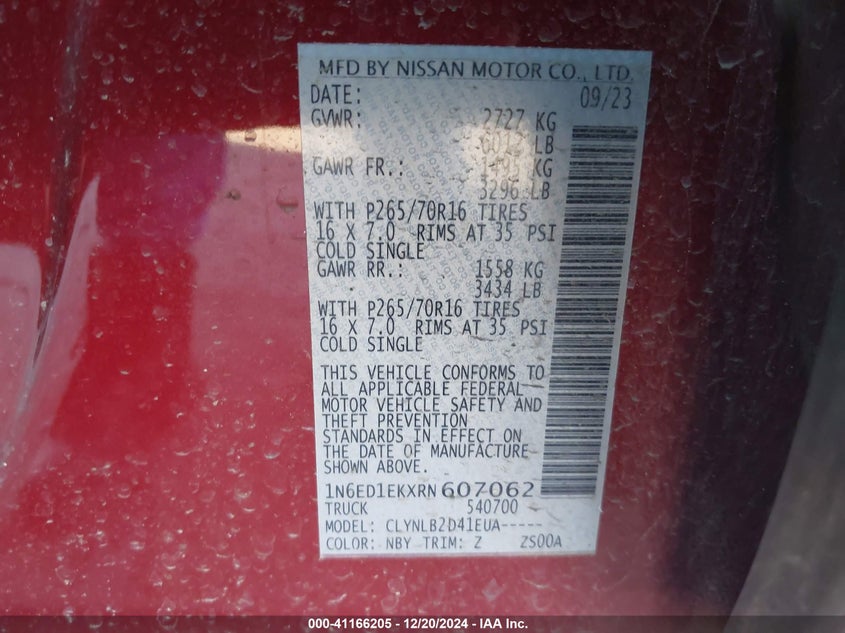 MFD BY NISSAN MOTOR CO., LTD.
DATE: 09/23
GVWR: 2727 KG
6012 LB
GAWR FR.: 1495 KG
3296 LB
WITH P265/70R16 TIRES
16 X 7.0 RIMS AT 35 PSI
COLD SINGLE
GAWR RR.: 1558 KG
3434 LB
WITH P265/70R16 TIRES
16 X 7.0 RIMS AT 35 PSI
COLD SINGLE
THIS VEHICLE CONFORMS TO
ALL APPLICABLE FEDERAL
MOTOR VEHICLE SAFETY AND
THEFT PREVENTION
STANDARDS IN EFFECT ON
THE DATE OF MANUFACTURE
SHOWN ABOVE.
1N6ED1EKXRN607062
TRUCK 540700
MODEL: CLYNLB2D41EUA-----
COLOR: NBY TRIM: Z ZS00A
000-41166205 - 12/20/2024 - IAA Inc.